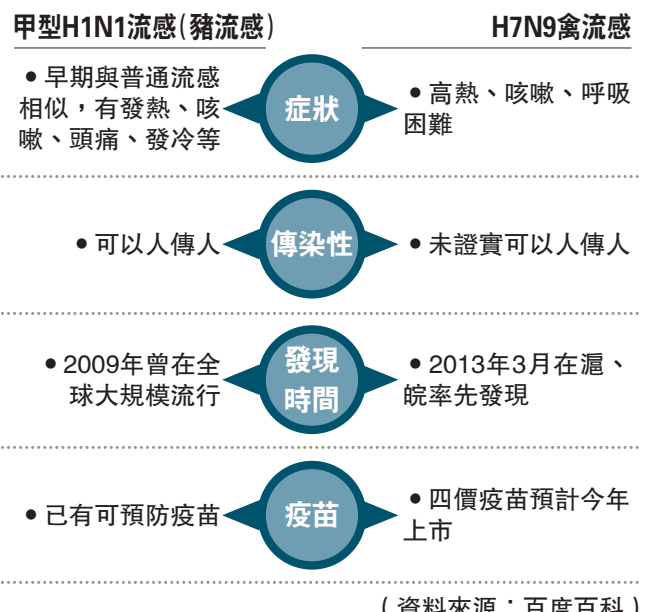 甲型H1N1流感(豬流感)
H7N9禽流感
●早期與普通流感
相似,有發熱、咳
嗽、頭痛、發冷等
症狀
●高熱、咳嗽、呼吸
困難
●可以人傳人
傳染性
●未證實可以人傳人
●2009年曾在全
球大規模流行
發現
時間
●2013年3月在滬、
皖率先發現
●已有可預防疫苗
疫苗
●四價疫苗預計今年
上市
(資料來源:百度百科)